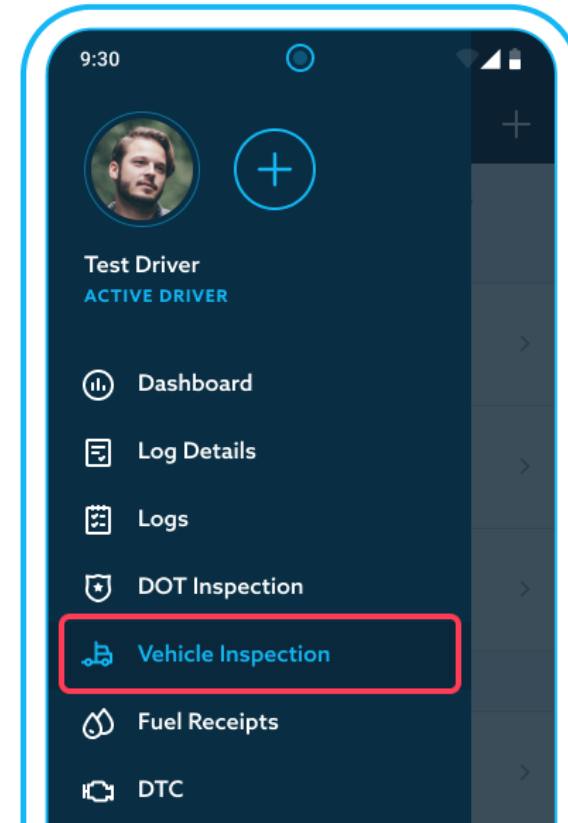 9:30
Test Driver
ACTIVE DRIVER
Dashboard
Log Details
Logs
DOT Inspection
Vehicle Inspection
Fuel Receipts
DTC